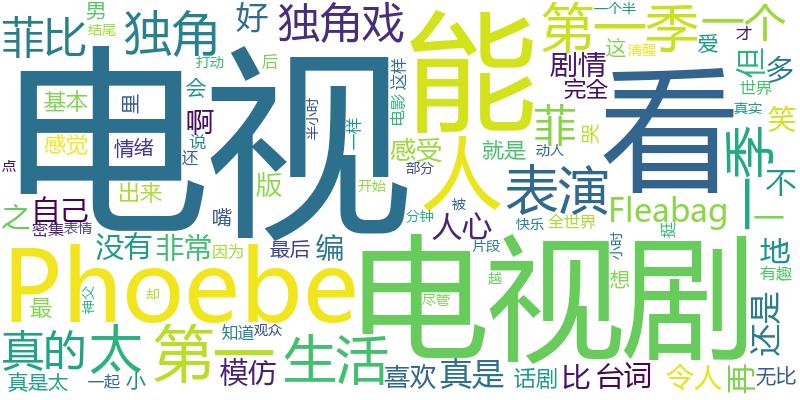 菲比
男
结尾
独角
好
独角戏
能
第一季
一个
一个半
这
爱
才
清醒
但
多
电视
看
打动
会
后
基本
里
啊
半小时
一样
电影
这样
剧情
完全
世界
真实
笑
感觉
情绪
说
还
感受
菲
哭
人
就是
动人
一季
不
出来
版
表演
之
自己
嘴
部分
Fleabag
一
点
密集
表情
没有
非常
因为
最后
编
人心
分钟
被
快乐
全世界
挺
地
Phoebe
开始
电视剧
片段
小时
想
有趣
最
神父
却
尽管
越
还是
真的
太
第一
知道
观众
生活
模仿
喜欢
真是
话剧
比
台词
令人
再
无比
真是太
一起
小